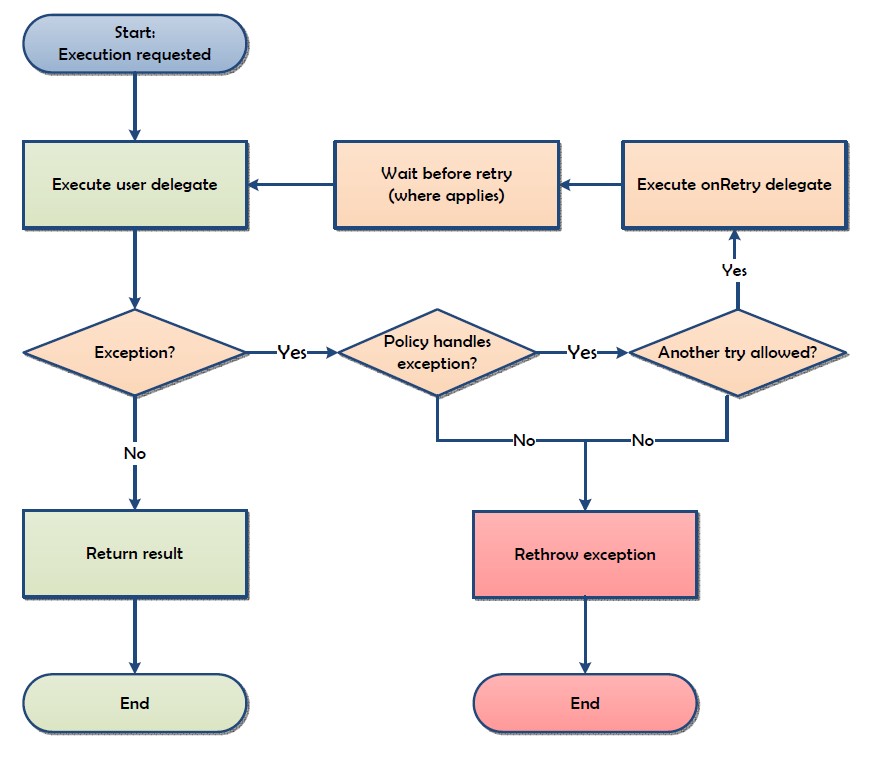 Start:
Execution requested
Execute user delegate
Wait before retry
(where applies)
Execute onRetry delegate
Yes
Exception?
Yes
Policy handles
exception?
Yes
Another try allowed?
No
No
No
Return result
Rethrow exception
End
End